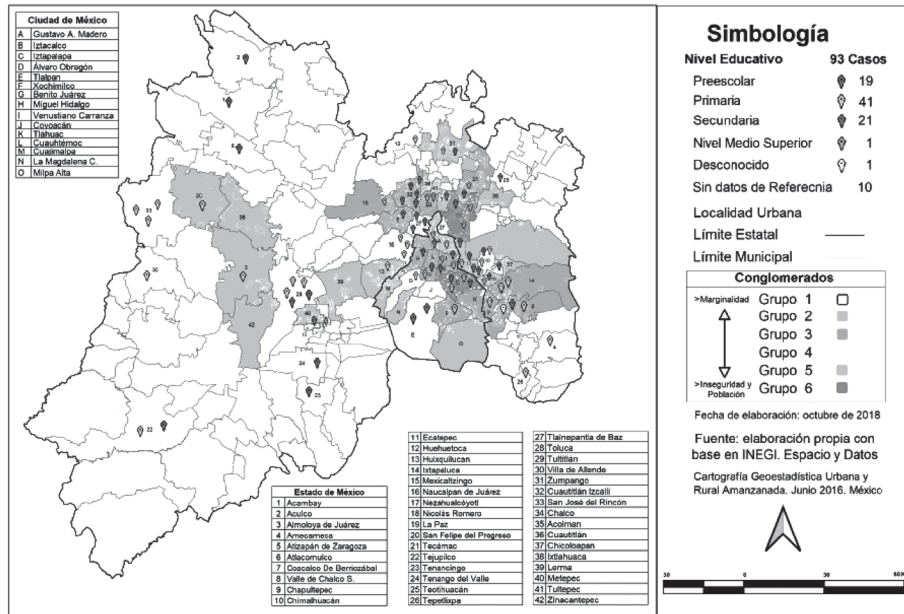 Ciudad de México
A Gustavo A. Madero
B Iztacalco
C Iztapalapa
D Álvaro Obregón
E Tlalpan
F Xochimilco
G Benito Juárez
H Miguel Hidalgo
I Venustiano Carranza
J Coyoacán
K Tláhuac
L Cuauhtémoc
M Cuajimalpa
N La Magdalena C.
O Milpa Alta
Estado de México
1 Acambay
2 Aculco
3 Almoloya de Juárez
4 Amecameca
5 Atizapán de Zaragoza
6 Atlacomulco
7 Coacalco De Berriozábal
8 Valle de Chalco S.
9 Chapultepec
10 Chimalhuacán
11 Ecatepec
12 Huehuetoca
13 Huixquilucan
14 Ixtapaluca
15 Mexicaltzingo
16 Naucalpan de Juárez
17 Nezahualcóyotl
18 Nicolás Romero
19 La Paz
20 San Felipe del Progreso
21 Tecámac
22 Tejupilco
23 Tenancingo
24 Tenango del Valle
25 Teotihuacán
26 Tepetlixpa
27 Tlalnepantla de Baz
28 Toluca
29 Tultitlán
30 Villa de Allende
31 Zumpango
32 Cuautitlán Izcalli
33 San José del Rincón
34 Chalco
35 Acolman
36 Cuautitlán
37 Chicoloapan
38 Ixtlahuaca
39 Lerma
40 Metepec
41 Tultepec
42 Zinacantepec
Simbología
Nivel Educativo 93 Casos
Preescolar 19
Primaria 41
Secundaria 21
Nivel Medio Superior 1
Desconocido 1
Sin datos de Referecnia 10
Localidad Urbana
Límite Estatal
Límite Municipal
Conglomerados
>Marginalidad
Grupo 1
Grupo 2
Grupo 3
Grupo 4
Grupo 5
Grupo 6
>Inseguridad y
Población
Fecha de elaboración: octubre de 2018
Fuente: elaboración propia con
base en INEGI. Espacio y Datos
Cartografía Geoestadística Urbana y
Rural Amanzanada. Junio 2016. México
30 0 30 60